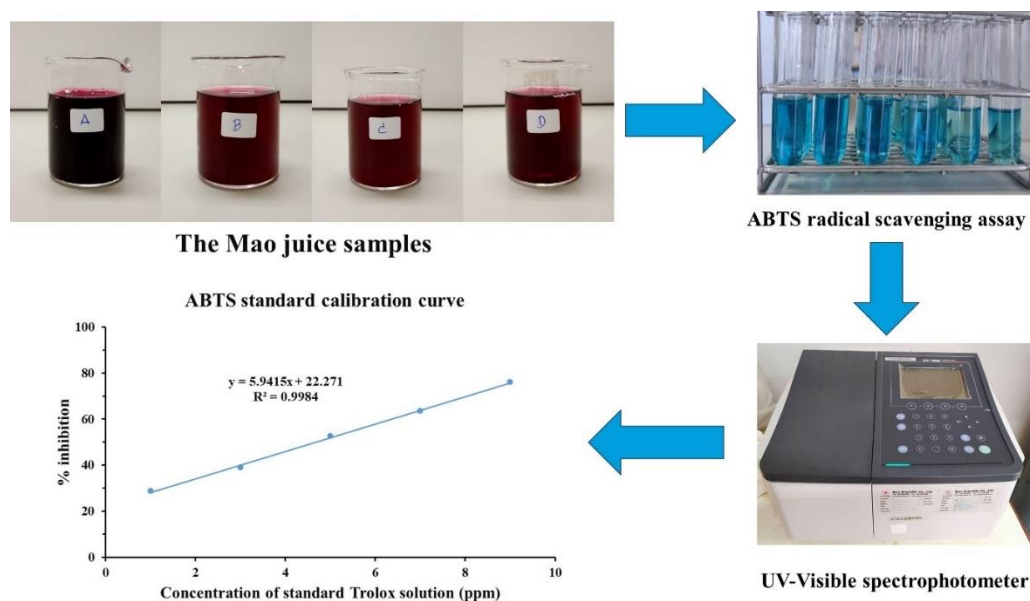 A
B
C
D
The Mao juice samples
ABTS radical scavenging assay
ABTS standard calibration curve
100
80
60
40
20
0
% inhibition
y = 5.9415x + 22.271
R² = 0.9984
0 2 4 6 8 10
Concentration of standard Trolox solution (ppm)
UV-Visible spectrophotometer